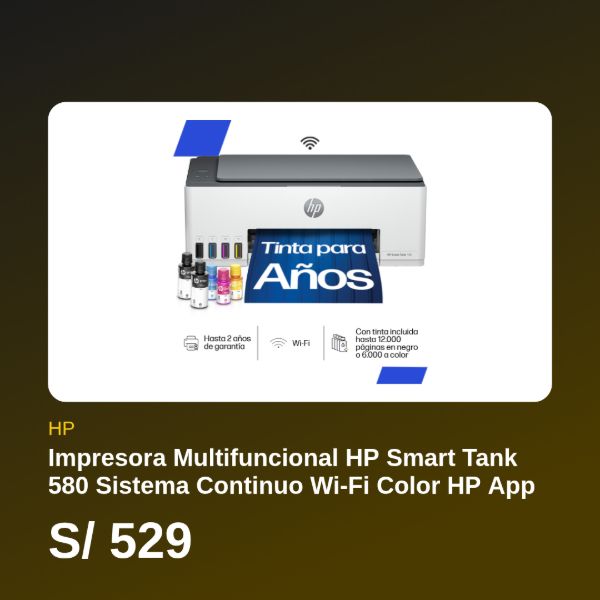 hp
Tinta para
Años
Hasta 2 años
de garantía
Wi-Fi
Con tinta incluida
hasta 12.000
páginas en negro
o 6.000 a color
HP
Impresora Multifuncional HP Smart Tank
580 Sistema Continuo Wi-Fi Color HP App
S/ 529